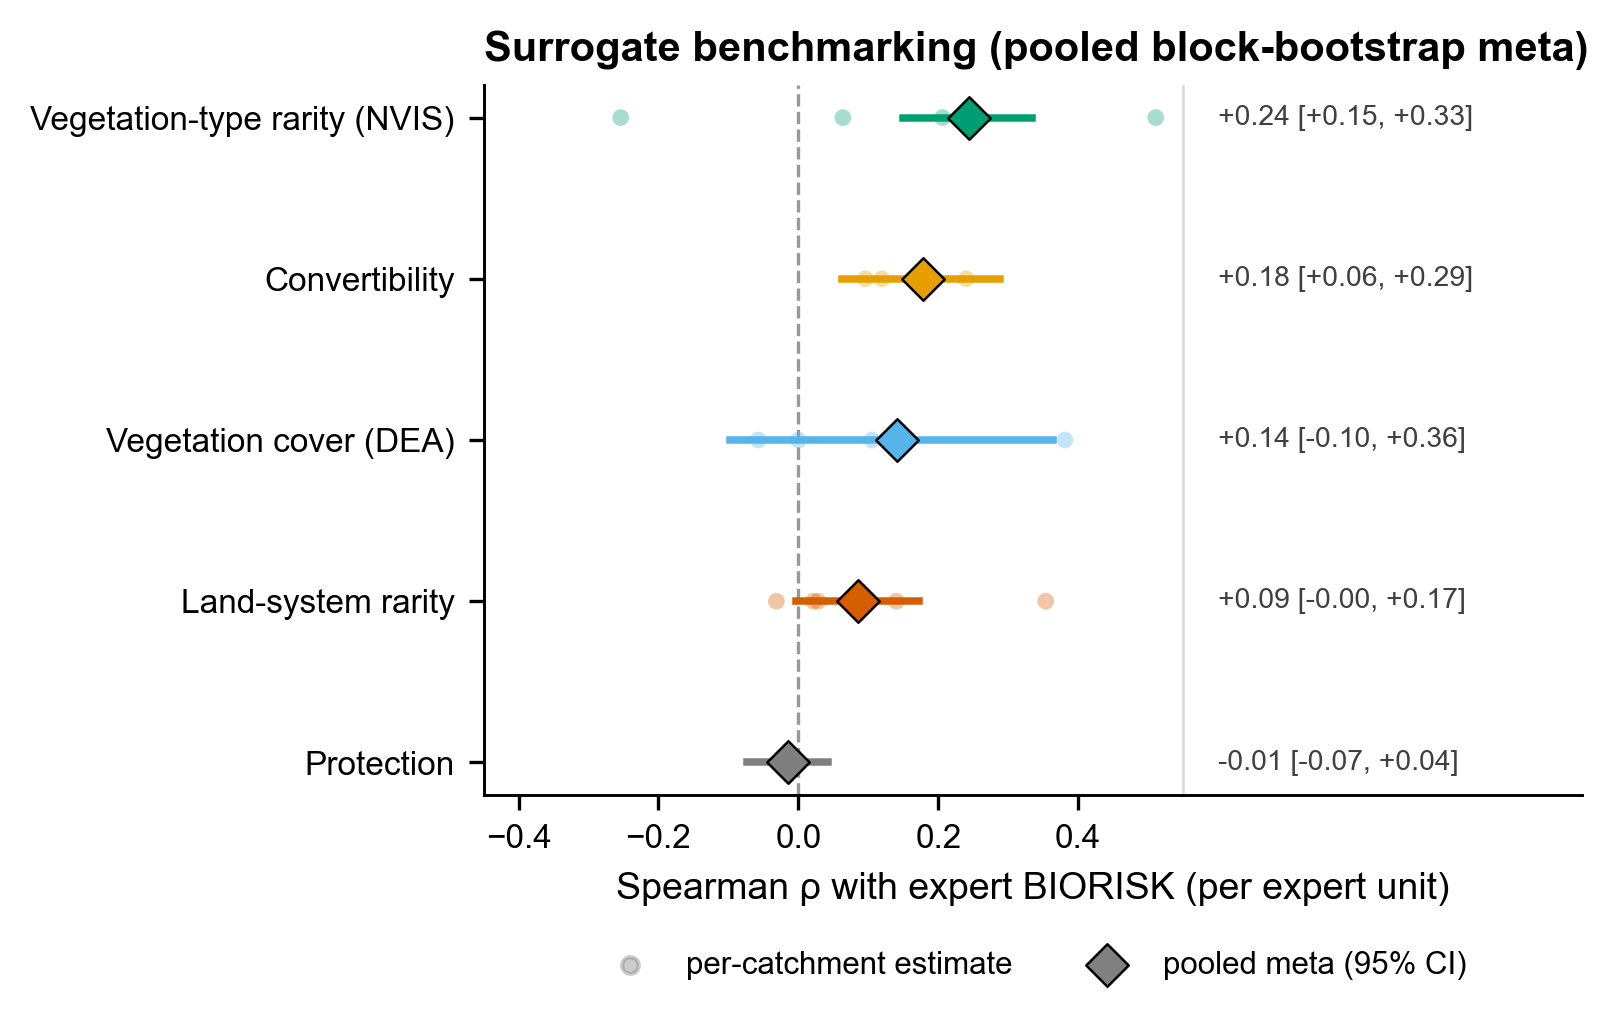 Surrogate benchmarking (pooled block-bootstrap meta)
Vegetation-type rarity (NVIS)
+0.24 [+0.15, +0.33]
Convertibility
+0.18 [+0.06, +0.29]
Vegetation cover (DEA)
+0.14 [-0.10, +0.36]
Land-system rarity
+0.09 [-0.00, +0.17]
Protection
-0.01 [-0.07, +0.04]
−0.4 −0.2 0.0 0.2 0.4
Spearman ρ with expert BIORISK (per expert unit)
per-catchment estimate pooled meta (95% CI)